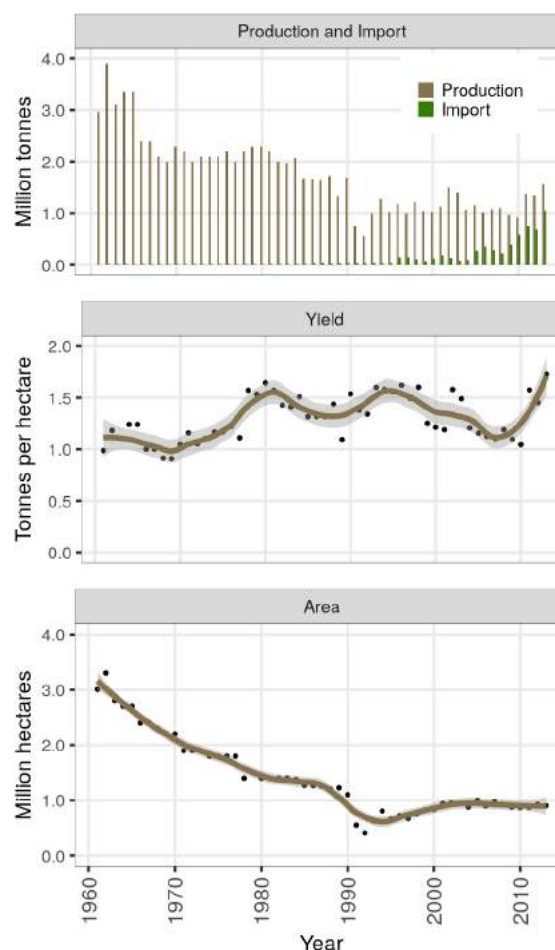 Production and Import
Million tonnes
4.0
3.0
2.0
1.0
0.0
Production
Import
Yield
Tonnes per hectare
2.0
1.5
1.0
0.5
0.0
Area
Million hectares
4.0
3.0
2.0
1.0
0.0
1960
1970
1980
1990
2000
2010
Year